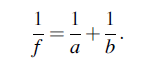 1/f = 1/a + 1/b.